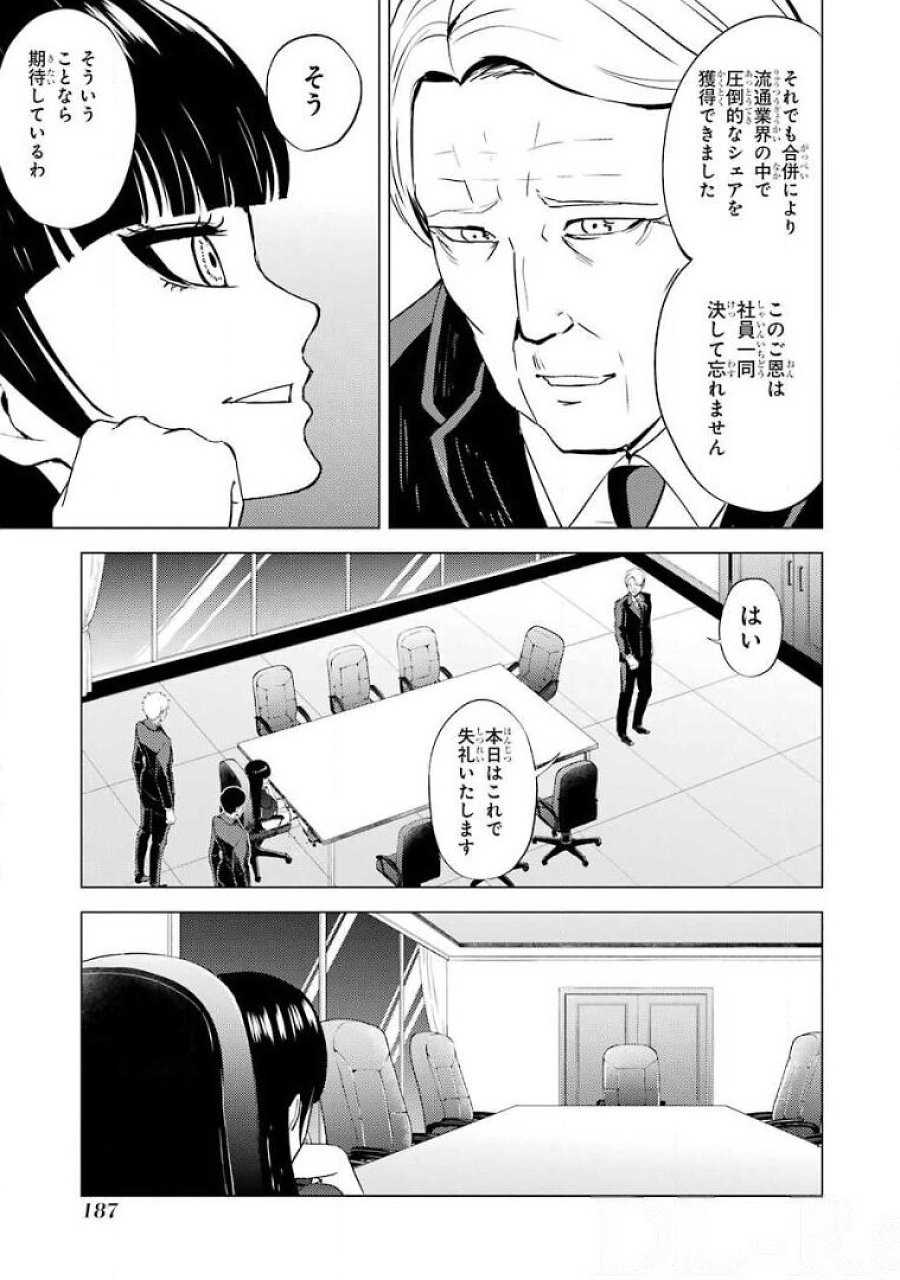 それでも合併により
流通業界の中で
圧倒的なシェアを
獲得できました
このご恩は
社員一同
決して忘れません
そう
そういう
ことなら
期待しているわ
はい
本日はこれで
失礼いたします
187